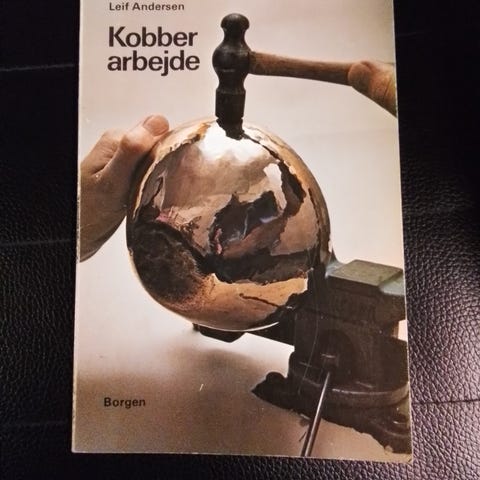 Leif Andersen
Kobber
arbejde
Borgen